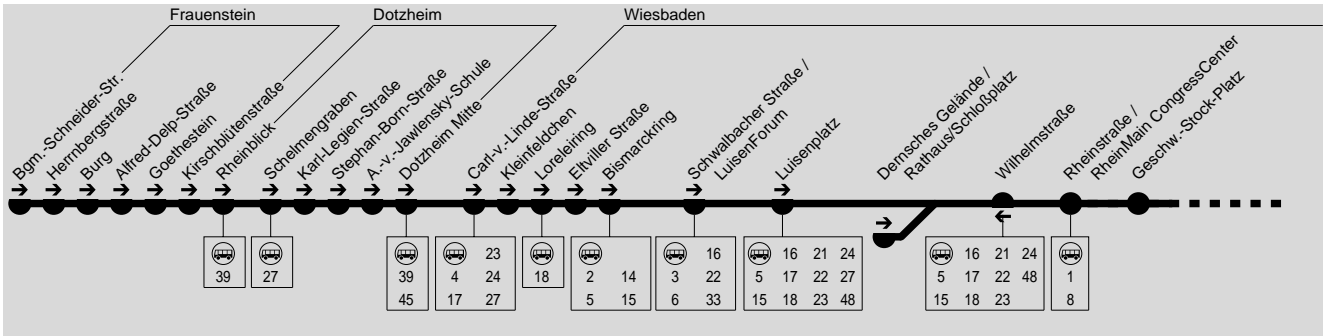 Frauenstein
Dotzheim
Wiesbaden
Bgm.-Schneider-Str.
Herrnbergstraße
Burg
Alfred-Delp-Straße
Goethestein
Kirschblütenstraße
Rheinblick
Schelmengraben
Karl-Legien-Straße
Stephan-Born-Straße
A.-v.-Jawlensky-Schule
Dotzheim Mitte
Carl-v.-Linde-Straße
Kleinfeldchen
Loreleiring
Eltviller Straße
Bismarckring
Schwalbacher Straße /
LuisenForum
Luisenplatz
Dernsches Gelände /
Rathaus/Schloßplatz
Wilhelmstraße
Rheinstraße /
RheinMain CongressCenter
Geschw.-Stock-Platz
39
27
39
45
23
4 24
17 27
18
2 14
5 15
16
3 22
6 33
16 21 24
5 17 22 27
15 18 23 48
16 21 24
5 17 22 48
15 18 23
1
8